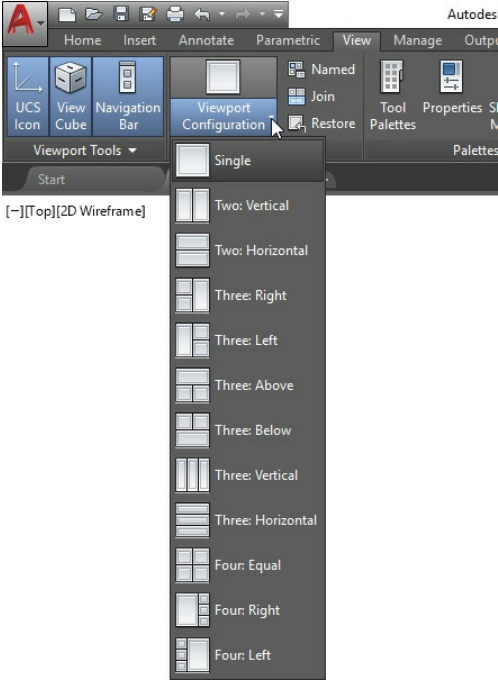 Autodes
Home Insert Annotate Parametric View Manage Outpu
UCS Icon
View Cube
Navigation Bar
Viewport Configuration
Named
Join
Restore
Tool Palettes
Properties
Viewport Tools
Palettes
Start
[−][Top][2D Wireframe]
Single
Two: Vertical
Two: Horizontal
Three: Right
Three: Left
Three: Above
Three: Below
Three: Vertical
Three: Horizontal
Four: Equal
Four: Right
Four: Left